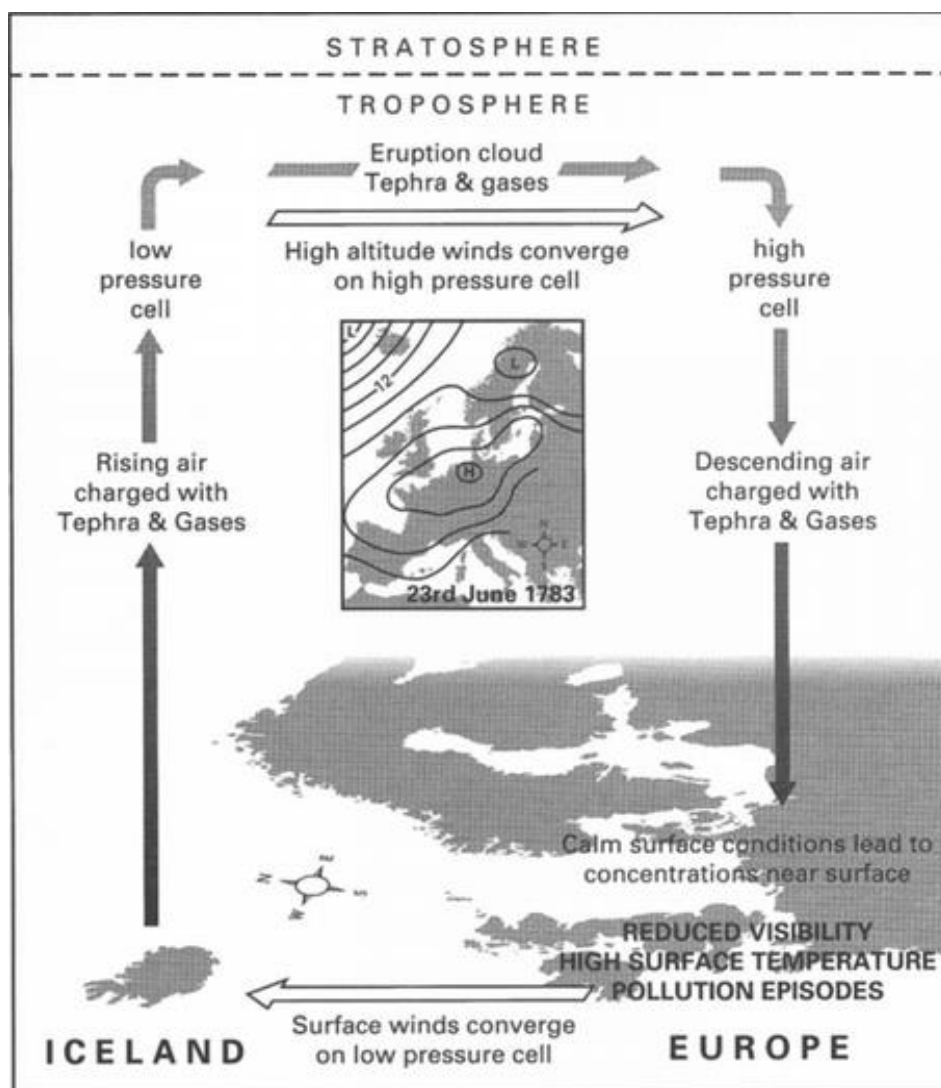 STRATOSPHERE
TROPOSPHERE
Eruption cloud
Tephra & gases
High altitude winds converge
on high pressure cell
low
pressure
cell
high
pressure
cell
L
12
L
H
N
W
E
S
23rd June 1783
Rising air
charged with
Tephra & Gases
Descending air
charged with
Tephra & Gases
Calm surface conditions lead to
concentrations near surface
N
E
W
S
REDUCED VISIBILITY
HIGH SURFACE TEMPERATURE
POLLUTION EPISODES
Surface winds converge
on low pressure cell
ICELAND
EUROPE